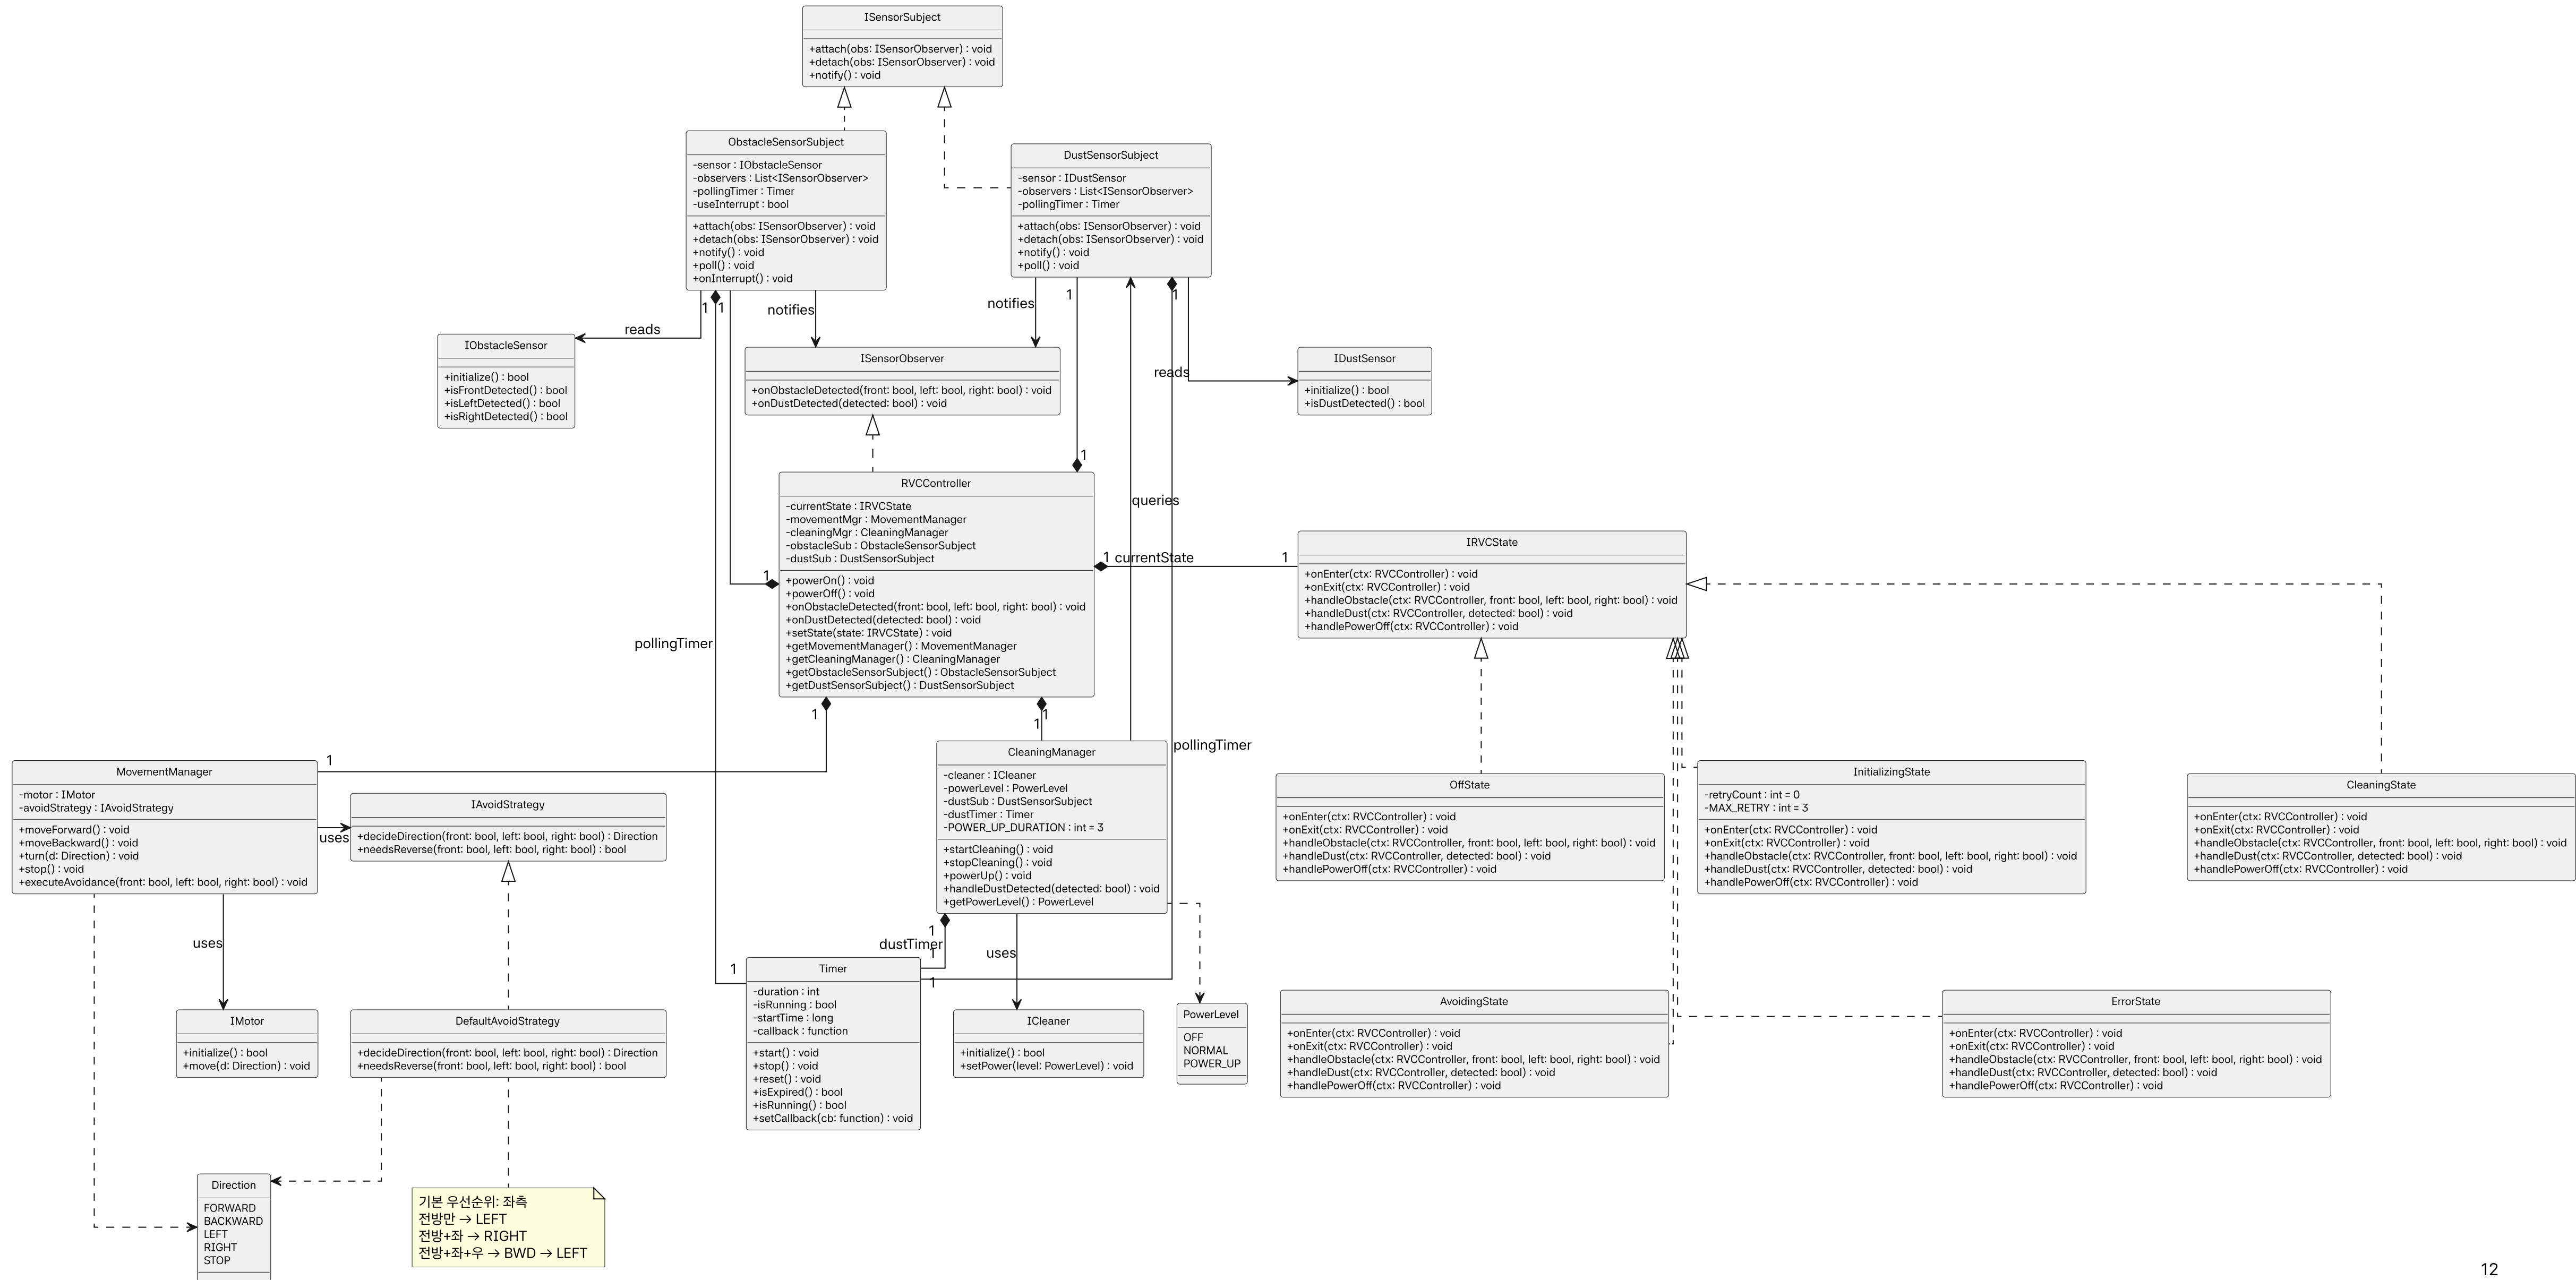 ISensorSubject
+attach(obs: ISensorObserver) : void
+detach(obs: ISensorObserver) : void
+notify() : void
ObstacleSensorSubject
-sensor : IObstacleSensor
-observers : List<ISensorObserver>
-pollingTimer : Timer
-useInterrupt : bool
+attach(obs: ISensorObserver) : void
+detach(obs: ISensorObserver) : void
+notify() : void
+poll() : void
+onInterrupt() : void
DustSensorSubject
-sensor : IDustSensor
-observers : List<ISensorObserver>
-pollingTimer : Timer
+attach(obs: ISensorObserver) : void
+detach(obs: ISensorObserver) : void
+notify() : void
+poll() : void
1
1
notifies
notifies
1
1
reads
reads
IObstacleSensor
+initialize() : bool
+isFrontDetected() : bool
+isLeftDetected() : bool
+isRightDetected() : bool
ISensorObserver
+onObstacleDetected(front: bool, left: bool, right: bool) : void
+onDustDetected(detected: bool) : void
IDustSensor
+initialize() : bool
+isDustDetected() : bool
1
RVCController
-currentState : IRVCState
-movementMgr : MovementManager
-cleaningMgr : CleaningManager
-obstacleSub : ObstacleSensorSubject
-dustSub : DustSensorSubject
+powerOn() : void
+powerOff() : void
+onObstacleDetected(front: bool, left: bool, right: bool) : void
+onDustDetected(detected: bool) : void
+setState(state: IRVCState) : void
+getMovementManager() : MovementManager
+getCleaningManager() : CleaningManager
+getObstacleSensorSubject() : ObstacleSensorSubject
+getDustSensorSubject() : DustSensorSubject
1
queries
1 currentState
1
IRVCState
+onEnter(ctx: RVCController) : void
+onExit(ctx: RVCController) : void
+handleObstacle(ctx: RVCController, front: bool, left: bool, right: bool) : void
+handleDust(ctx: RVCController, detected: bool) : void
+handlePowerOff(ctx: RVCController) : void
pollingTimer
1
1
1
pollingTimer
1
MovementManager
-motor : IMotor
-avoidStrategy : IAvoidStrategy
+moveForward() : void
+moveBackward() : void
+turn(d: Direction) : void
+stop() : void
+executeAvoidance(front: bool, left: bool, right: bool) : void
uses
IAvoidStrategy
+decideDirection(front: bool, left: bool, right: bool) : Direction
+needsReverse(front: bool, left: bool, right: bool) : bool
CleaningManager
-cleaner : ICleaner
-powerLevel : PowerLevel
-dustSub : DustSensorSubject
-dustTimer : Timer
-POWER_UP_DURATION : int = 3
+startCleaning() : void
+stopCleaning() : void
+powerUp() : void
+handleDustDetected(detected: bool) : void
+getPowerLevel() : PowerLevel
OffState
+onEnter(ctx: RVCController) : void
+onExit(ctx: RVCController) : void
+handleObstacle(ctx: RVCController, front: bool, left: bool, right: bool) : void
+handleDust(ctx: RVCController, detected: bool) : void
+handlePowerOff(ctx: RVCController) : void
InitializingState
-retryCount : int = 0
-MAX_RETRY : int = 3
+onEnter(ctx: RVCController) : void
+onExit(ctx: RVCController) : void
+handleObstacle(ctx: RVCController, front: bool, left: bool, right: bool) : void
+handleDust(ctx: RVCController, detected: bool) : void
+handlePowerOff(ctx: RVCController) : void
CleaningState
+onEnter(ctx: RVCController) : void
+onExit(ctx: RVCController) : void
+handleObstacle(ctx: RVCController, front: bool, left: bool, right: bool) : void
+handleDust(ctx: RVCController, detected: bool) : void
+handlePowerOff(ctx: RVCController) : void
uses
1
dustTimer
1
uses
1
1
IMotor
+initialize() : bool
+move(d: Direction) : void
DefaultAvoidStrategy
+decideDirection(front: bool, left: bool, right: bool) : Direction
+needsReverse(front: bool, left: bool, right: bool) : bool
Timer
-duration : int
-isRunning : bool
-startTime : long
-callback : function
+start() : void
+stop() : void
+reset() : void
+isExpired() : bool
+isRunning() : bool
+setCallback(cb: function) : void
ICleaner
+initialize() : bool
+setPower(level: PowerLevel) : void
PowerLevel
OFF
NORMAL
POWER_UP
AvoidingState
+onEnter(ctx: RVCController) : void
+onExit(ctx: RVCController) : void
+handleObstacle(ctx: RVCController, front: bool, left: bool, right: bool) : void
+handleDust(ctx: RVCController, detected: bool) : void
+handlePowerOff(ctx: RVCController) : void
ErrorState
+onEnter(ctx: RVCController) : void
+onExit(ctx: RVCController) : void
+handleObstacle(ctx: RVCController, front: bool, left: bool, right: bool) : void
+handleDust(ctx: RVCController, detected: bool) : void
+handlePowerOff(ctx: RVCController) : void
Direction
FORWARD
BACKWARD
LEFT
RIGHT
STOP
기본 우선순위: 좌측
전방만 → LEFT
전방+좌 → RIGHT
전방+좌+우 → BWD → LEFT
12